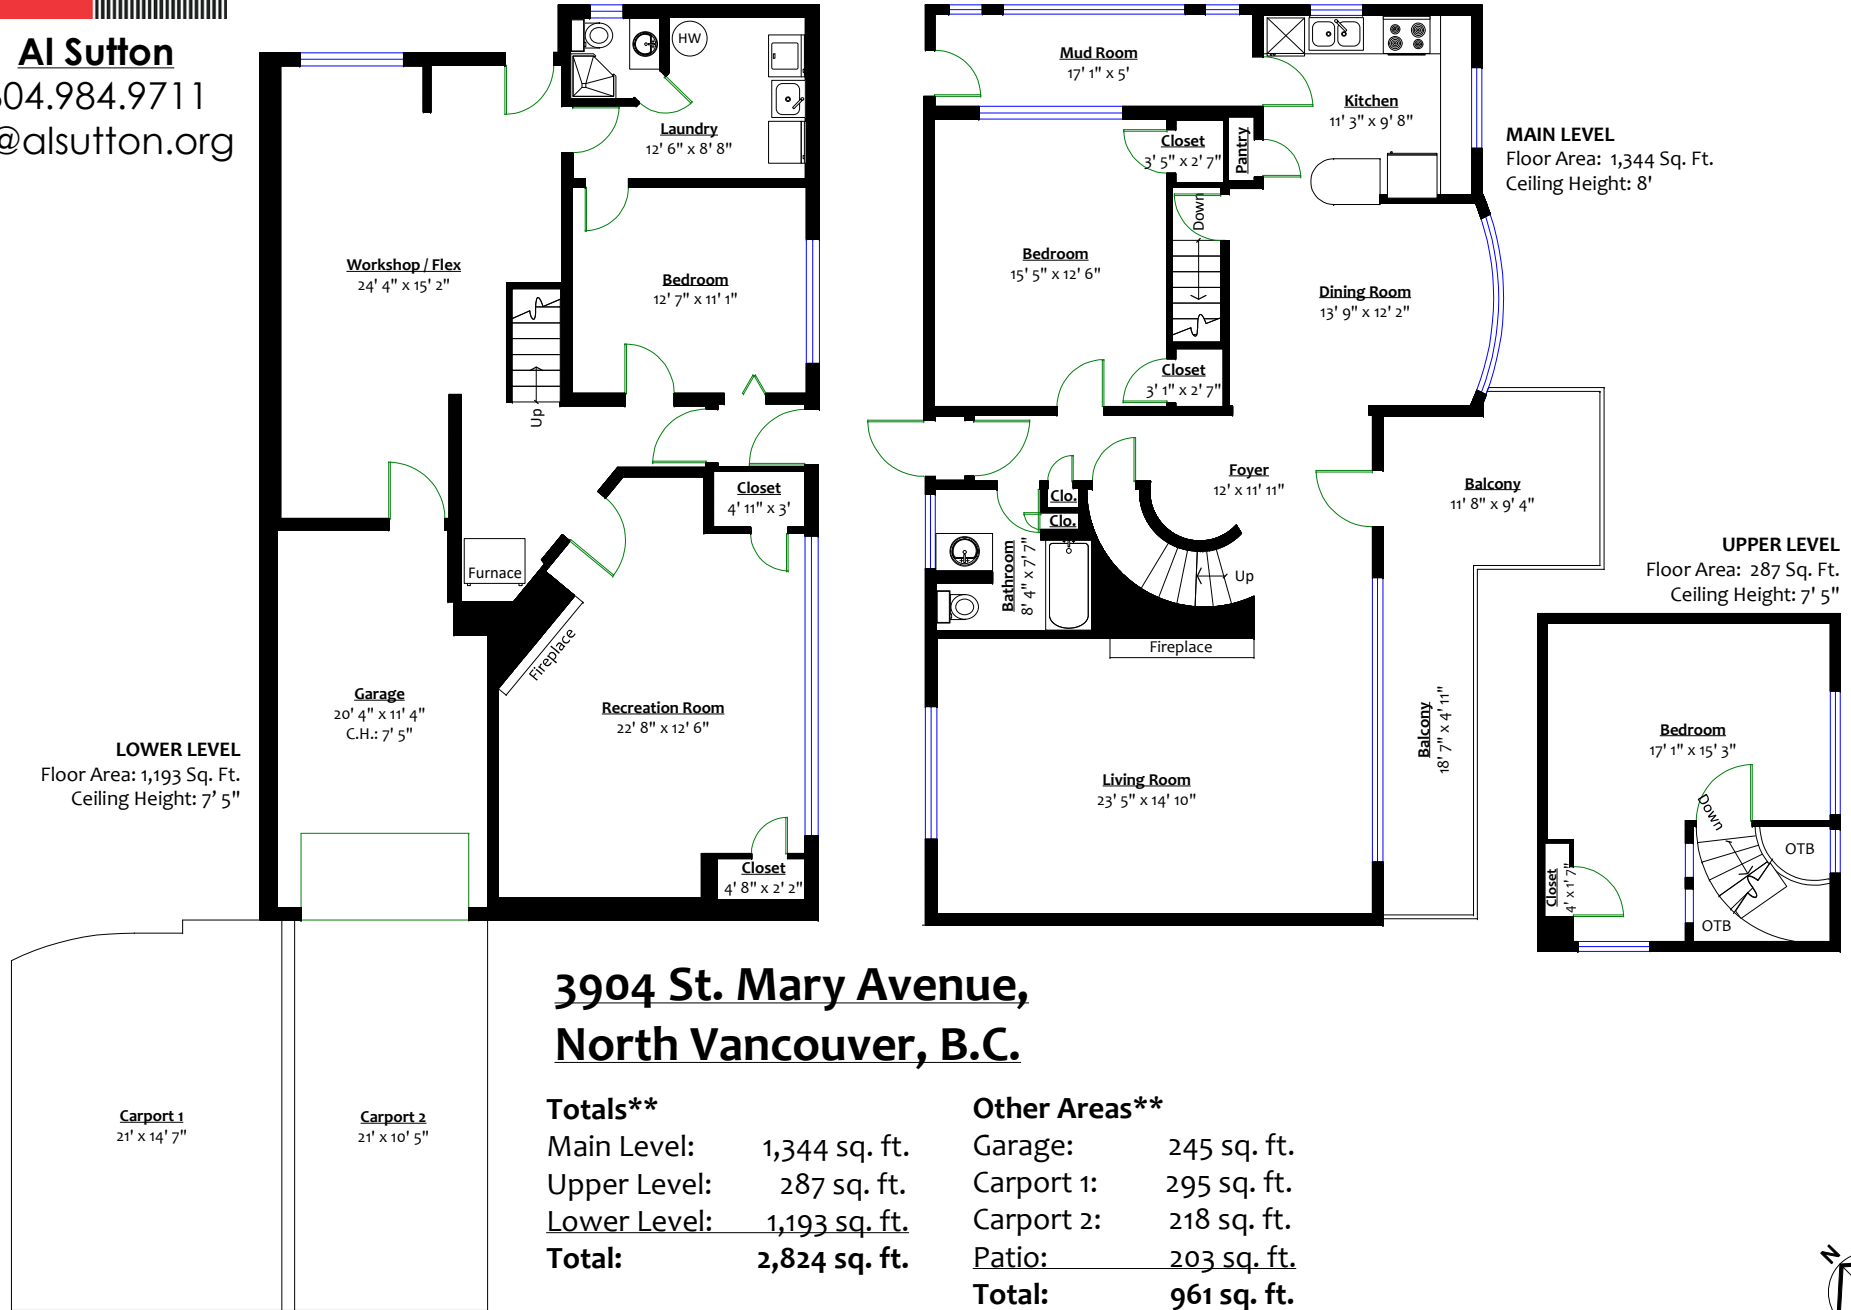 Al Sutton
604.984.9711
@alsutton.org
HW
Laundry
12' 6" x 8' 8"
Workshop / Flex
24' 4" x 15' 2"
Bedroom
12' 7" x 11' 1"
Up
Closet
4' 11" x 3'
Furnace
Fireplace
Garage
20' 4" x 11' 4"
C.H.: 7' 5"
Recreation Room
22' 8" x 12' 6"
Closet
4' 8" x 2' 2"
LOWER LEVEL
Floor Area: 1,193 Sq. Ft.
Ceiling Height: 7' 5"
Carport 1
21' x 14' 7"
Carport 2
21' x 10' 5"
Mud Room
17' 1" x 5'
Kitchen
11' 3" x 9' 8"
Closet
3' 5" x 2' 7"
Pantry
MAIN LEVEL
Floor Area: 1,344 Sq. Ft.
Ceiling Height: 8'
Down
Bedroom
15' 5" x 12' 6"
Dining Room
13' 9" x 12' 2"
Closet
3' 1" x 2' 7"
Foyer
12' x 11' 11"
Balcony
11' 8" x 9' 4"
Clo.
Clo.
Bathroom
8' 4" x 7' 7"
Up
Fireplace
Living Room
23' 5" x 14' 10"
Balcony
18' 7" x 4' 11"
UPPER LEVEL
Floor Area: 287 Sq. Ft.
Ceiling Height: 7' 5"
Bedroom
17' 1" x 15' 3"
Down
OTB
OTB
Closet
4' x 1' 7"
3904 St. Mary Avenue,
North Vancouver, B.C.
Totals**
Main Level: 1,344 sq. ft.
Upper Level: 287 sq. ft.
Lower Level: 1,193 sq. ft.
Total: 2,824 sq. ft.
Other Areas**
Garage: 245 sq. ft.
Carport 1: 295 sq. ft.
Carport 2: 218 sq. ft.
Patio: 203 sq. ft.
Total: 961 sq. ft.
N